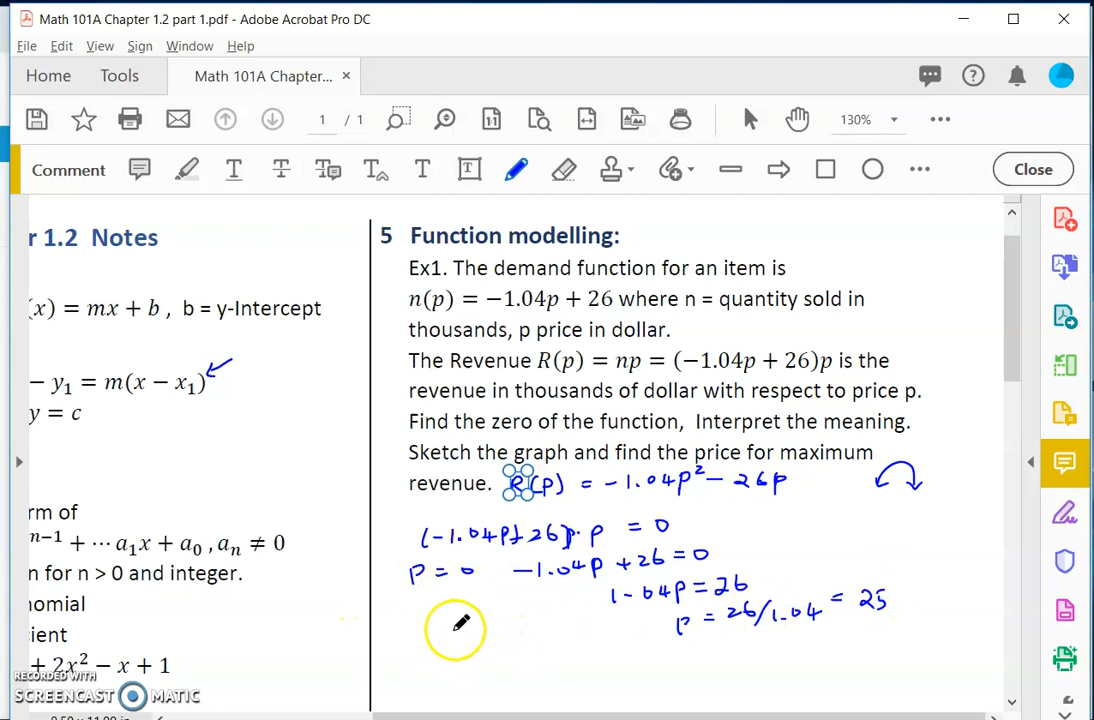 Math 101A Chapter 1.2 part 1.pdf - Adobe Acrobat Pro DC
File Edit View Sign Window Help
Home Tools Math 101A Chapter... ×
1 / 1 130%
Comment Close
r 1.2 Notes
(x) = mx + b , b = y-Intercept
− y₁ = m(x − x₁)
y = c
rm of
ⁿ⁻¹ + ⋯ a₁x + a₀ , aₙ ≠ 0
n for n > 0 and integer.
nomial
cient
+ 2x² − x + 1
RECORDED WITH
SCREENCAST MATIC
8.50 x 11.00 in
5 Function modelling:
Ex1. The demand function for an item is
n(p) = −1.04p + 26 where n = quantity sold in
thousands, p price in dollar.
The Revenue R(p) = np = (−1.04p + 26)p is the
revenue in thousands of dollar with respect to price p.
Find the zero of the function, Interpret the meaning.
Sketch the graph and find the price for maximum
revenue. R(p) = -1.04p² - 26p
(-1.04p+26)·p = 0
p = 0 -1.04p + 26 = 0
1.04p = 26
p = 26/1.04 = 25